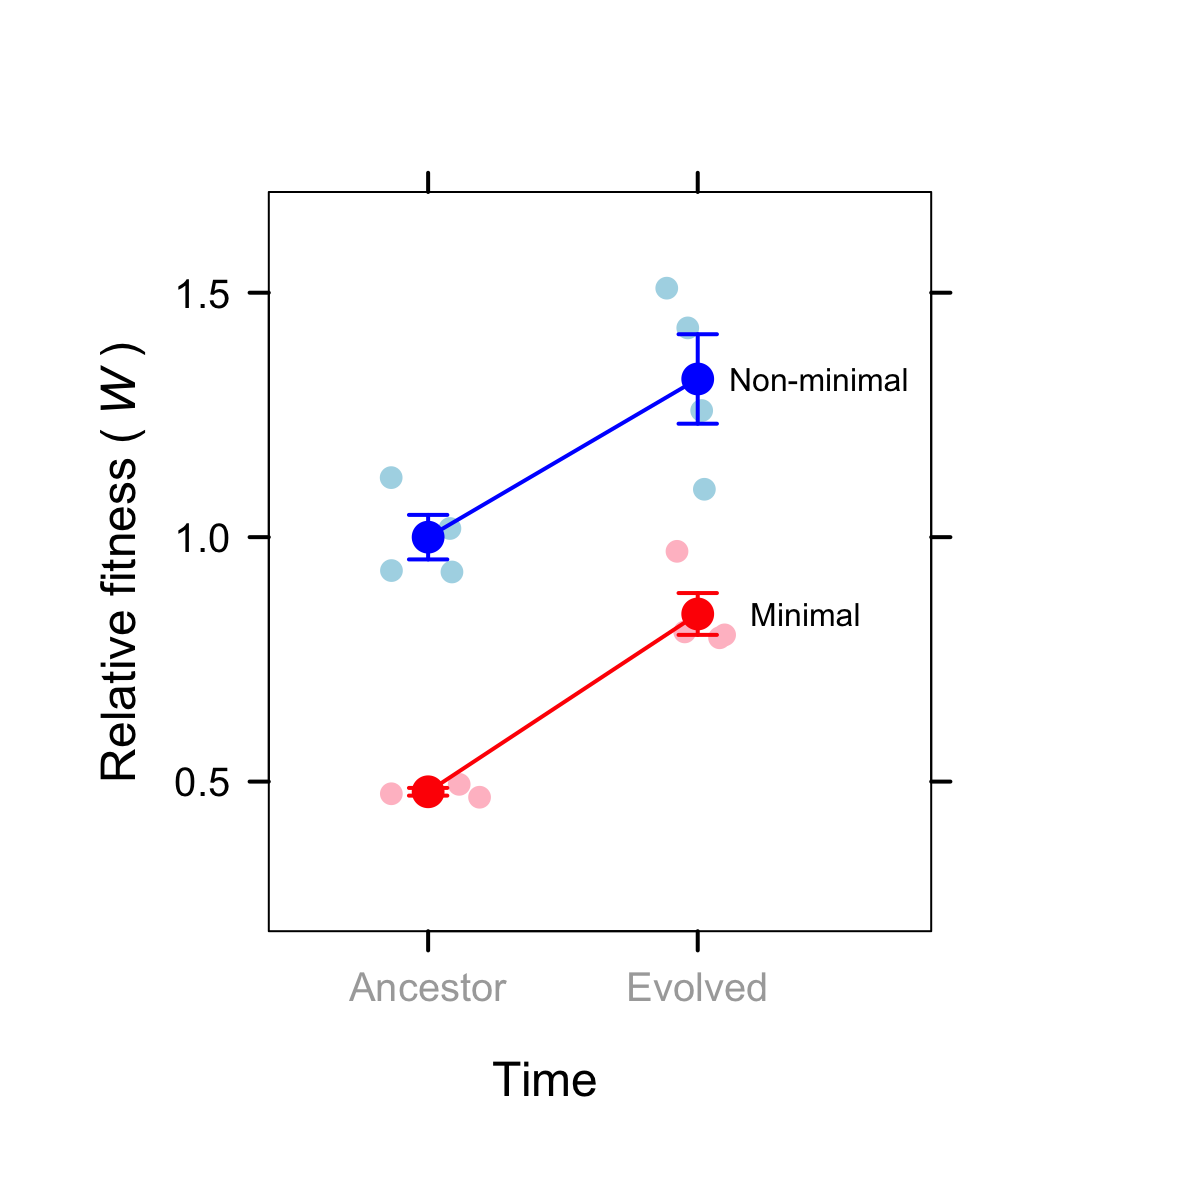 1.5
1.0
0.5
Relative fitness ( W )
Non-minimal
Minimal
Ancestor
Evolved
Time